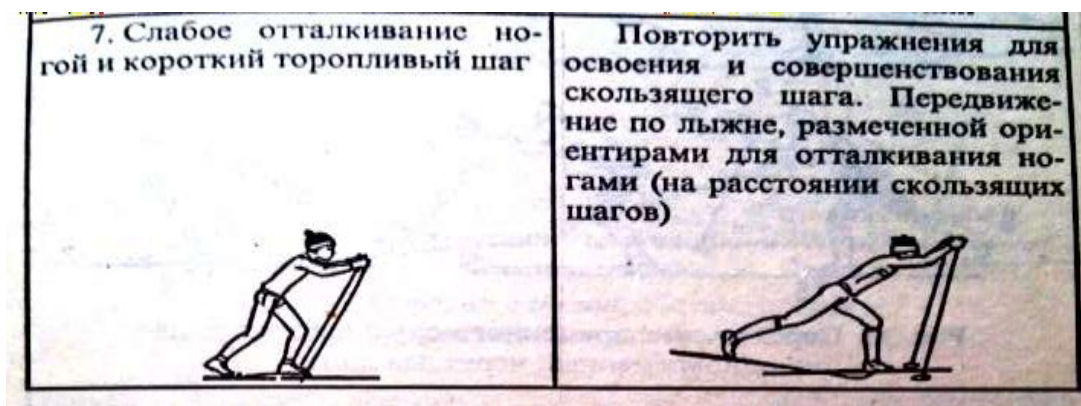 7. Слабое отталкивание но-
гой и короткий торопливый шаг
Повторить упражнения для
освоения и совершенствования
скользящего шага. Передвиже-
ние по лыжне, размеченной ори-
ентирами для отталкивания но-
гами (на расстоянии скользящих
шагов)